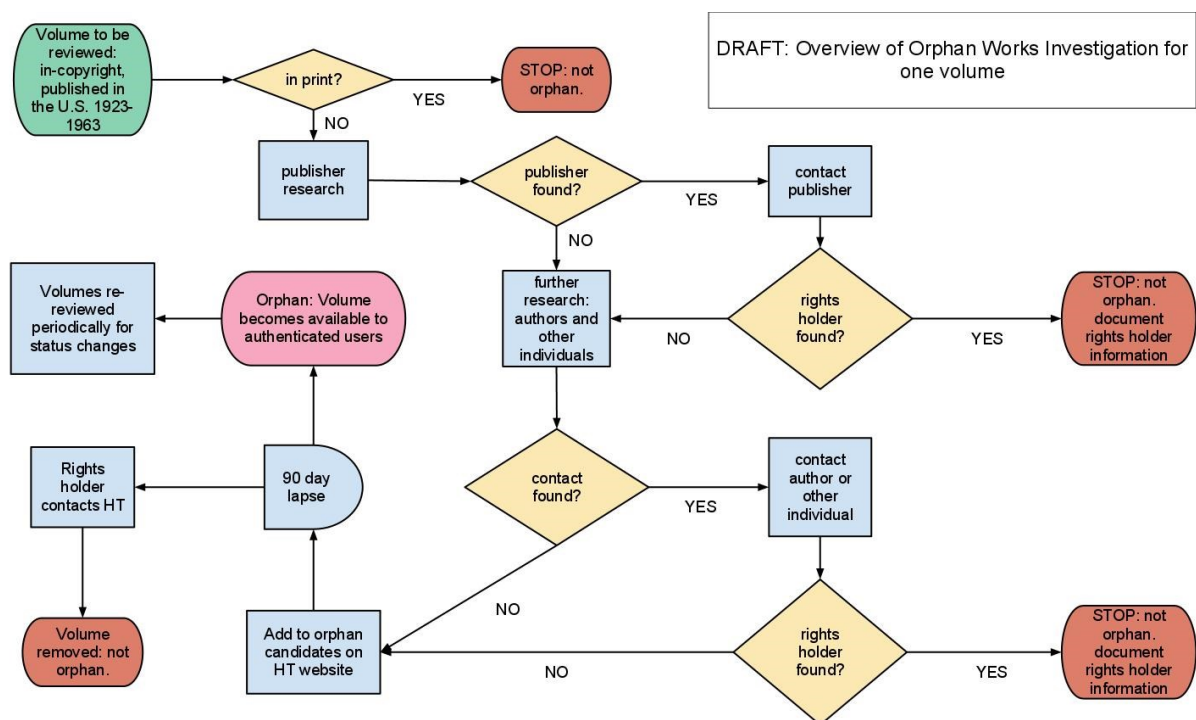 Volume to be
reviewed:
in-copyright,
published in
the U.S. 1923-
1963
in print?
YES
NO
STOP: not
orphan.
DRAFT: Overview of Orphan Works Investigation for
one volume
publisher
research
publisher
found?
YES
NO
contact
publisher
Volumes re-
reviewed
periodically for
status changes
Orphan: Volume
becomes available to
authenticated users
further
research:
authors and
other
individuals
NO
rights
holder
found?
YES
STOP: not
orphan.
document
rights holder
information
Rights
holder
contacts HT
90 day
lapse
contact
found?
YES
NO
contact
author or
other
individual
Volume
removed: not
orphan.
Add to orphan
candidates on
HT website
NO
rights
holder
found?
YES
STOP: not
orphan.
document
rights holder
information